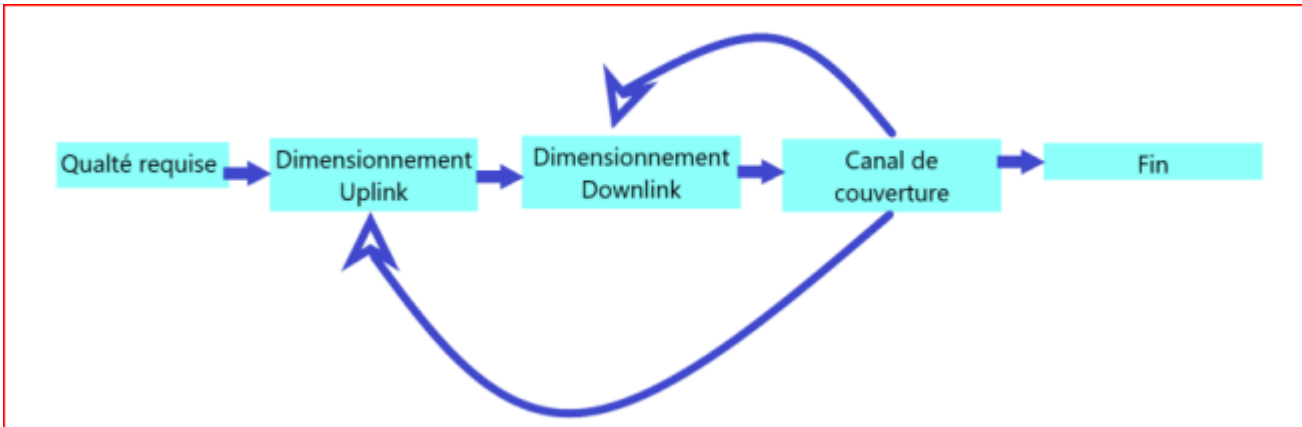 Qualté requise
Dimensionnement
Uplink
Dimensionnement
Downlink
Canal de
couverture
Fin